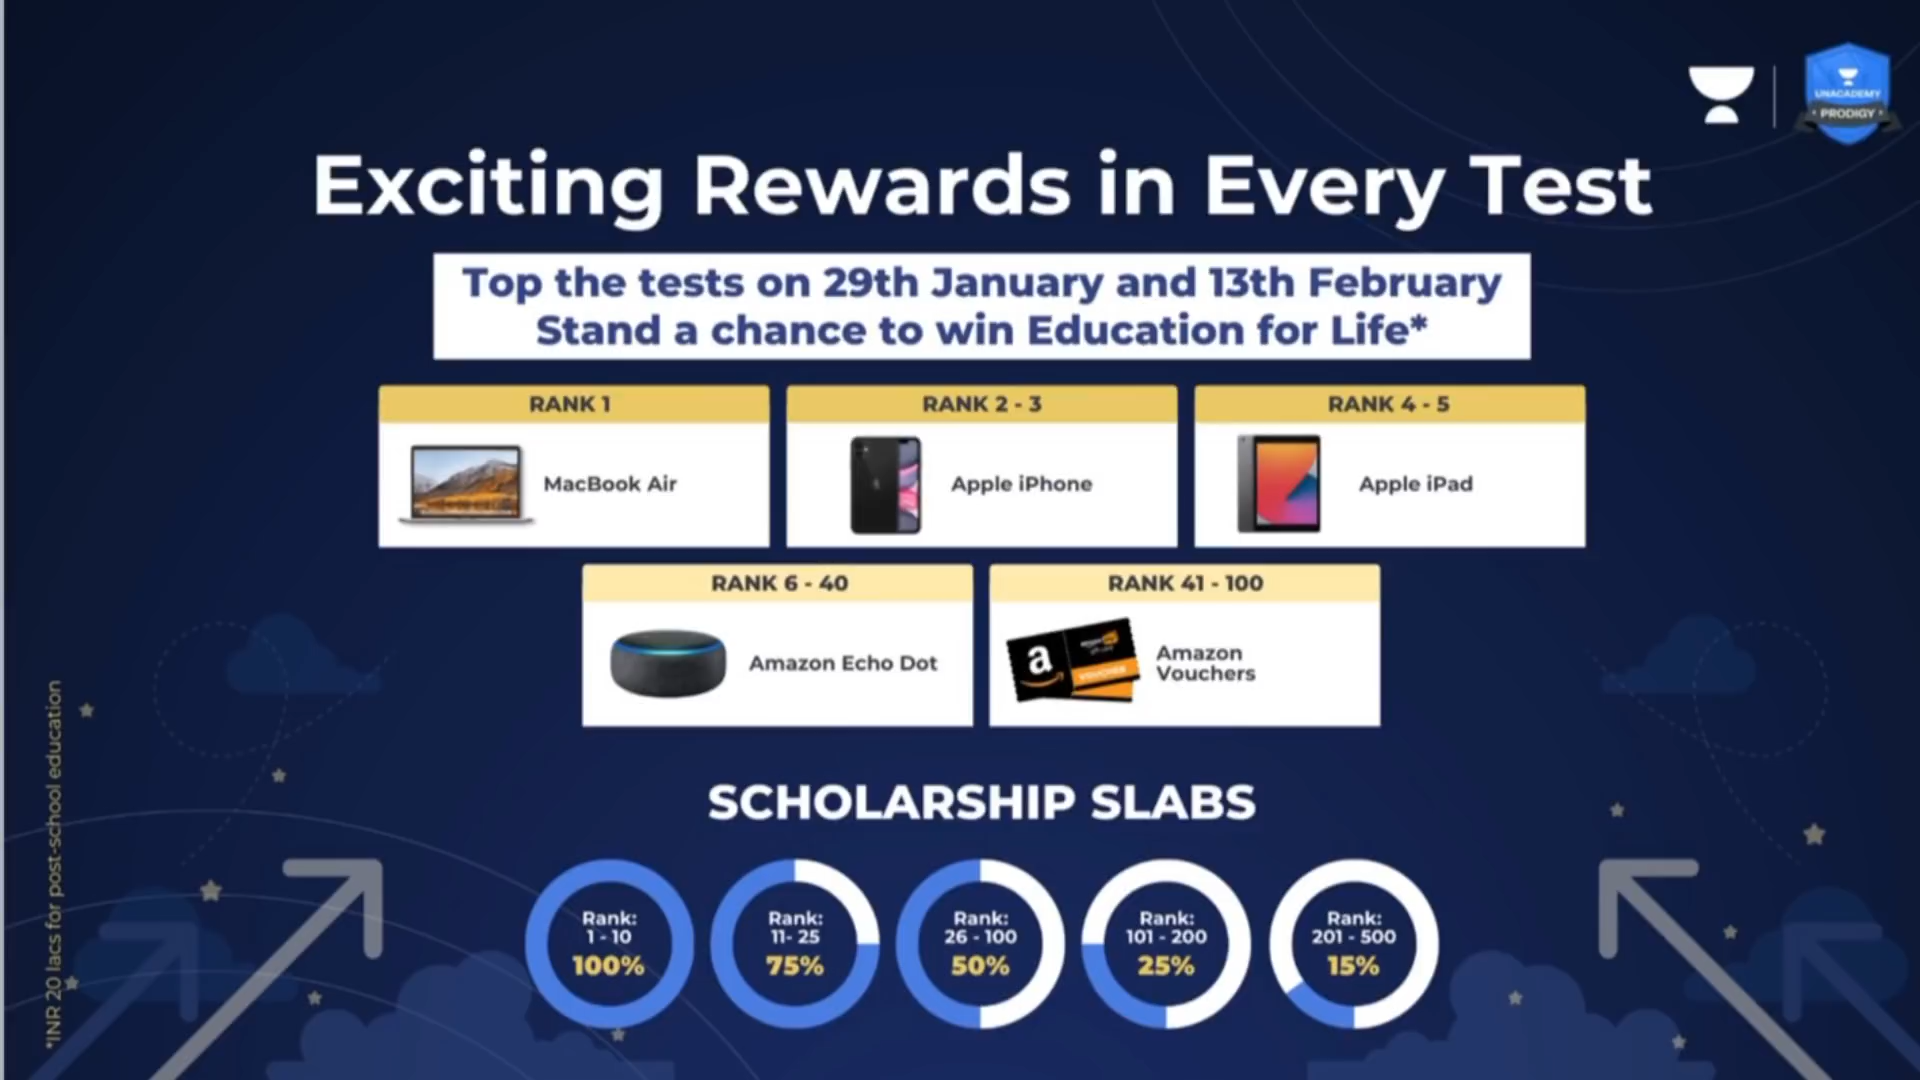 UNACADEMY
PRODIGY
Exciting Rewards in Every Test
Top the tests on 29th January and 13th February
Stand a chance to win Education for Life*
RANK 1
MacBook Air
RANK 2 - 3
Apple iPhone
RANK 4 - 5
Apple iPad
RANK 6 - 40
Amazon Echo Dot
RANK 41 - 100
a
VOUCHER
Amazon
Vouchers
SCHOLARSHIP SLABS
Rank:
1 - 10
100%
Rank:
11- 25
75%
Rank:
26 - 100
50%
Rank:
101 - 200
25%
Rank:
201 - 500
15%
*INR 20 lacs for post-school education